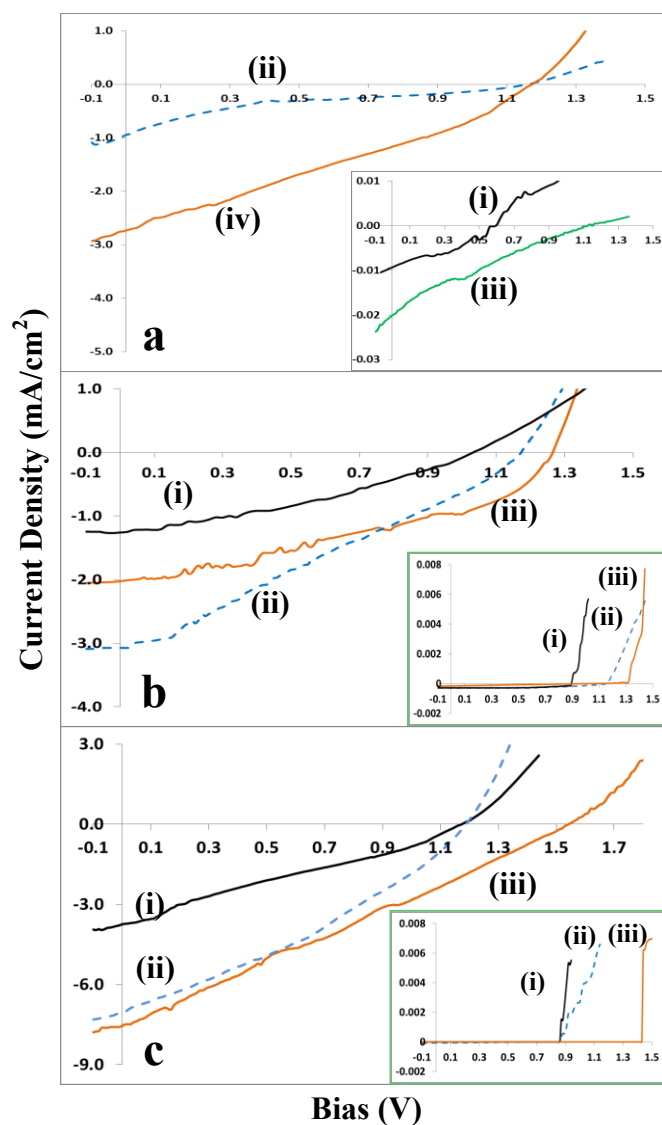 Current Density (mA/cm²)
1.0
0.0
-1.0
-2.0
-3.0
-4.0
-5.0
-0.1 0.1 0.3 0.5 0.7 0.9 1.1 1.3 1.5
(ii)
(iv)
a
0.01
0.00
-0.01
-0.02
-0.03
-0.1 0.1 0.3 0.5 0.7 0.9 1.1 1.3 1.5
(i)
(iii)
1.0
0.0
-1.0
-2.0
-3.0
-4.0
-0.1 0.1 0.3 0.5 0.7 0.9 1.1 1.3 1.5
(i)
(iii)
(ii)
b
0.008
0.006
0.004
0.002
0
-0.002
-0.1 0.1 0.3 0.5 0.7 0.9 1.1 1.3 1.5
(iii)
(ii)
(i)
3.0
0.0
-3.0
-6.0
-9.0
-0.1 0.1 0.3 0.5 0.7 0.9 1.1 1.3 1.5 1.7
(i)
(iii)
(ii)
c
0.008
0.006
0.004
0.002
0
-0.002
-0.1 0.1 0.3 0.5 0.7 0.9 1.1 1.3 1.5
(ii) (iii)
(i)
Bias (V)